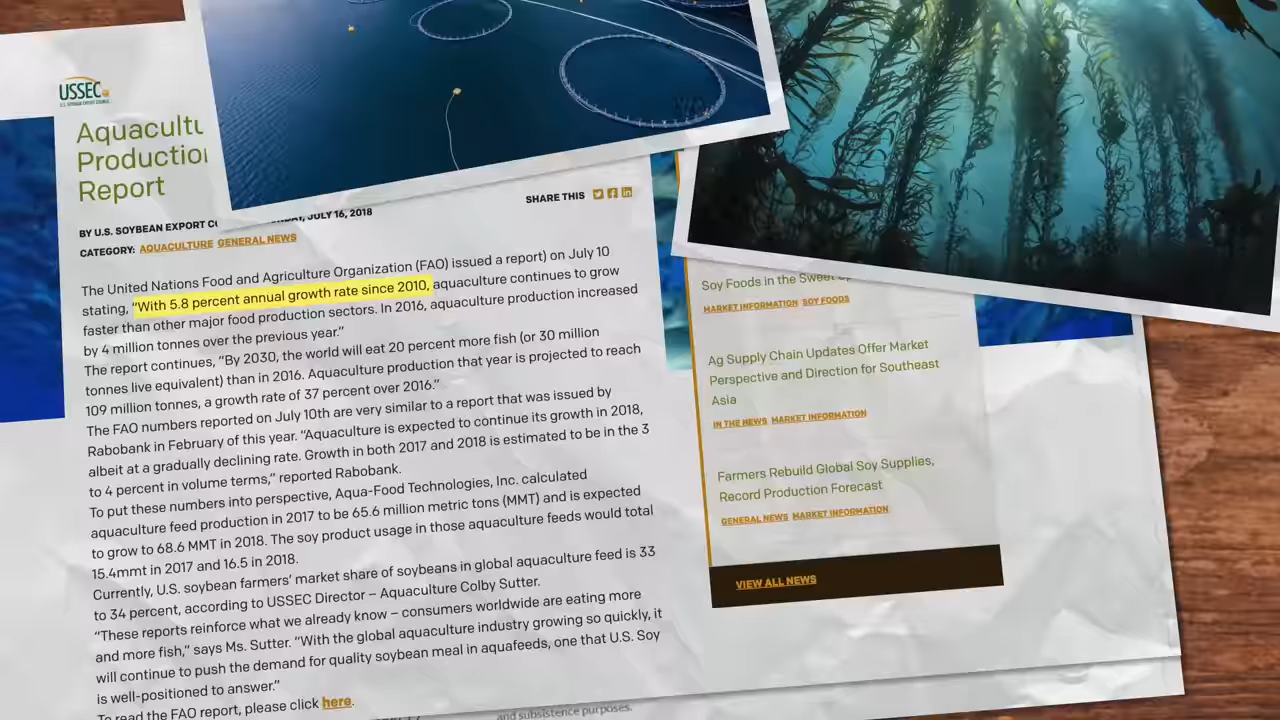 USSEC
U.S. SOYBEAN EXPORT COUNCIL
Aquacultu
Production
Report
SHARE THIS
BY U.S. SOYBEAN EXPORT JULY 16, 2018
CATEGORY: AQUACULTURE GENERAL NEWS
The United Nations Food and Agriculture Organization (FAO) issued a report) on July 10
stating, “With 5.8 percent annual growth rate since 2010, aquaculture continues to grow
faster than other major food production sectors. In 2016, aquaculture production increased
by 4 million tonnes over the previous year.”
The report continues, “By 2030, the world will eat 20 percent more fish (or 30 million
tonnes live equivalent) than in 2016. Aquaculture production that year is projected to reach
109 million tonnes, a growth rate of 37 percent over 2016.”
The FAO numbers reported on July 10th are very similar to a report that was issued by
Rabobank in February of this year. “Aquaculture is expected to continue its growth in 2018,
albeit at a gradually declining rate. Growth in both 2017 and 2018 is estimated to be in the 3
to 4 percent in volume terms,” reported Rabobank.
To put these numbers into perspective, Aqua-Food Technologies, Inc. calculated
aquaculture feed production in 2017 to be 65.6 million metric tons (MMT) and is expected
to grow to 68.6 MMT in 2018. The soy product usage in those aquaculture feeds would total
15.4mmt in 2017 and 16.5 in 2018.
Currently, U.S. soybean farmers’ market share of soybeans in global aquaculture feed is 33
to 34 percent, according to USSEC Director – Aquaculture Colby Sutter.
“These reports reinforce what we already know – consumers worldwide are eating more
and more fish,” says Ms. Sutter. “With the global aquaculture industry growing so quickly, it
will continue to push the demand for quality soybean meal in aquafeeds, one that U.S. Soy
is well-positioned to answer.”
To read the FAO report, please click here.
Soy Foods in the Sweet
MARKET INFORMATION SOY FOODS
Ag Supply Chain Updates Offer Market
Perspective and Direction for Southeast
Asia
IN THE NEWS MARKET INFORMATION
Farmers Rebuild Global Soy Supplies,
Record Production Forecast
GENERAL NEWS MARKET INFORMATION
VIEW ALL NEWS
and subsistence purposes.